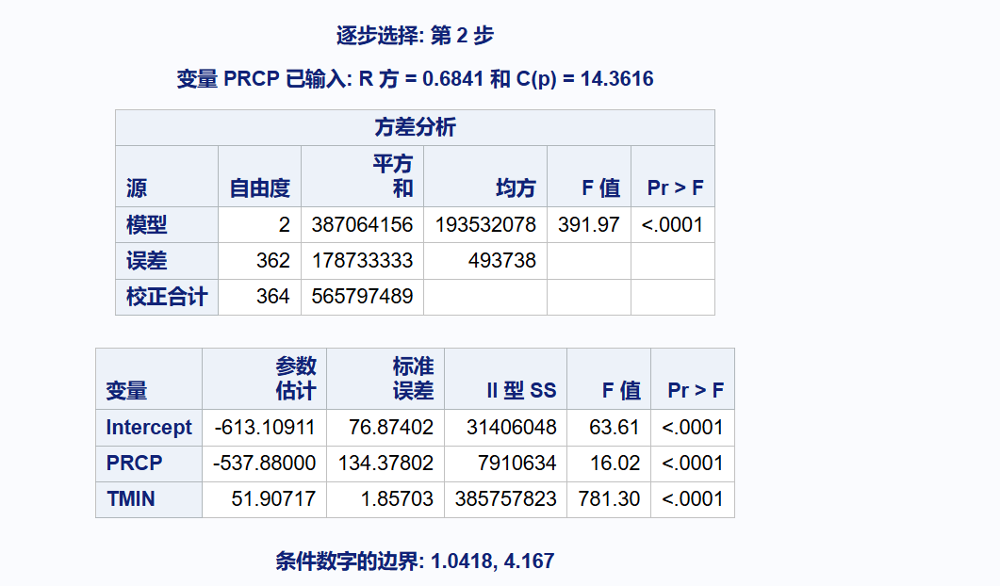 逐步选择: 第 2 步
变量 PRCP 已输入: R 方 = 0.6841 和 C(p) = 14.3616
方差分析
源 自由度 平方和 均方 F 值 Pr > F
模型 2 387064156 193532078 391.97 <.0001
误差 362 178733333 493738
校正合计 364 565797489
变量 参数估计 标准误差 II 型 SS F 值 Pr > F
Intercept -613.10911 76.87402 31406048 63.61 <.0001
PRCP -537.88000 134.37802 7910634 16.02 <.0001
TMIN 51.90717 1.85703 385757823 781.30 <.0001
条件数字的边界: 1.0418, 4.167